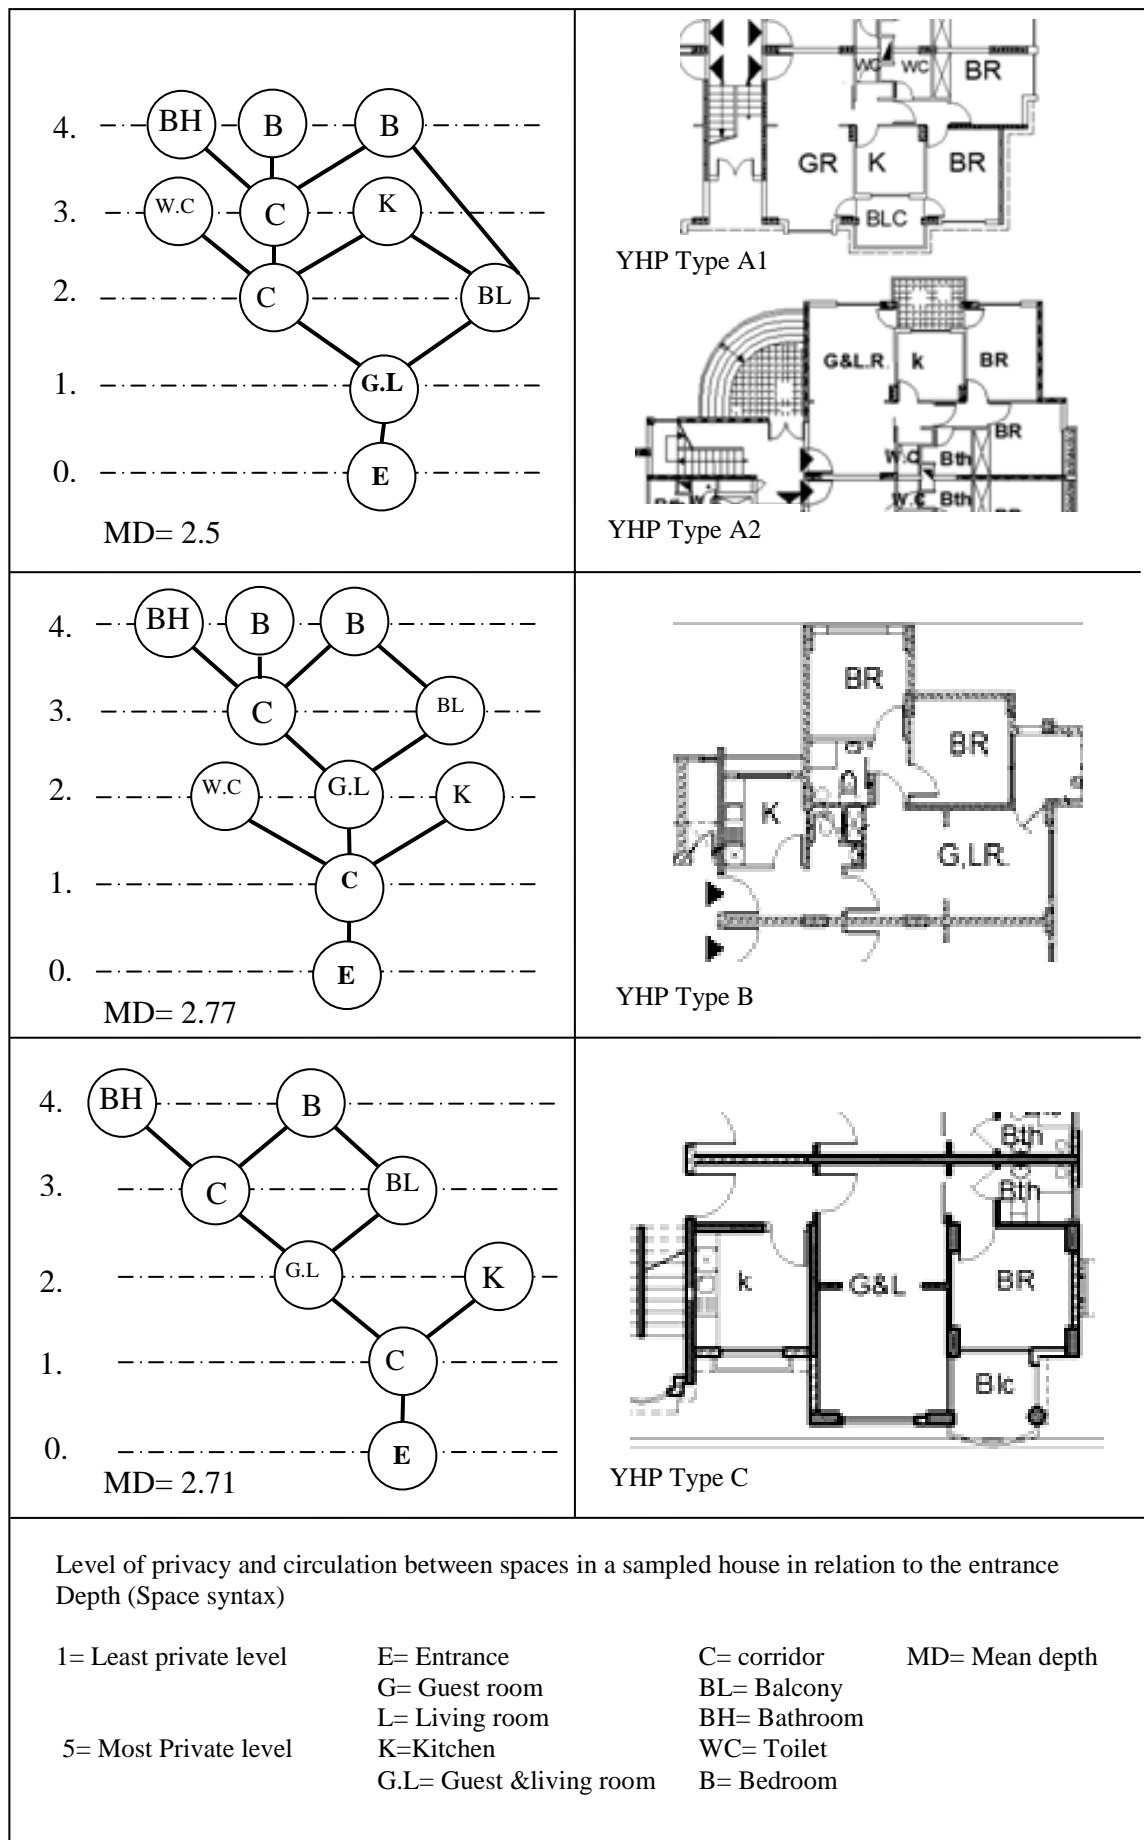 4. BH B B
3. W.C C K
2. C BL
1. G.L
0. E
MD= 2.5
WC WC BR
GR K BR
BLC
YHP Type A1
G&L.R. k BR
BR
W.C Bth
W.C Bth
YHP Type A2
4. BH B B
3. C BL
2. W.C G.L K
1. C
0. E
MD= 2.77
BR
BR
K
G,LR.
YHP Type B
4. BH B
3. C BL
2. G.L K
1. C
0. E
MD= 2.71
Bth
Bth
k G&L BR
Blc
YHP Type C
Level of privacy and circulation between spaces in a sampled house in relation to the entrance
Depth (Space syntax)
1= Least private level E= Entrance C= corridor MD= Mean depth
G= Guest room BL= Balcony
L= Living room BH= Bathroom
5= Most Private level K=Kitchen WC= Toilet
G.L= Guest &living room B= Bedroom